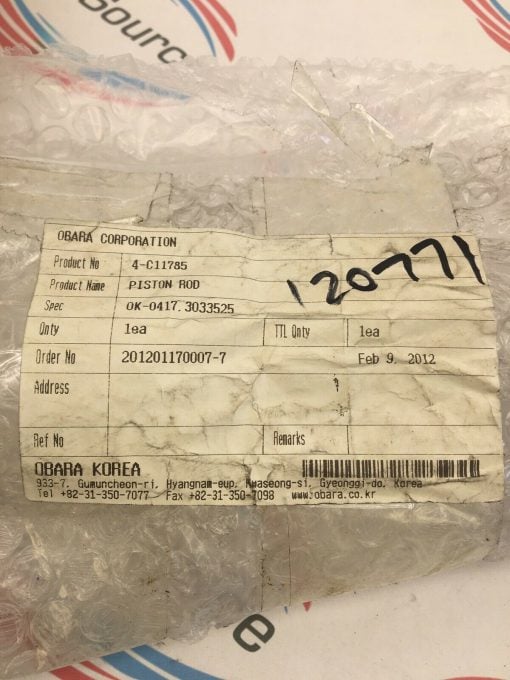 Source
OBARA CORPORATION
Product No 4-C11785
Product Name PISTON ROD
120771
Spec OK-0417.3033525
Qnty 1ea TTL Qnty 1ea
Order No 201201170007-7 Feb 9, 2012
Address
Ref No Remarks
OBARA KOREA
933-7, Gumuncheon-ri, Hyangnam-eup, Hwaseong-si, Gyeonggi-do, Korea
Tel +82-31-350-7077 Fax +82-31-350-7098 www.obara.co.kr
e